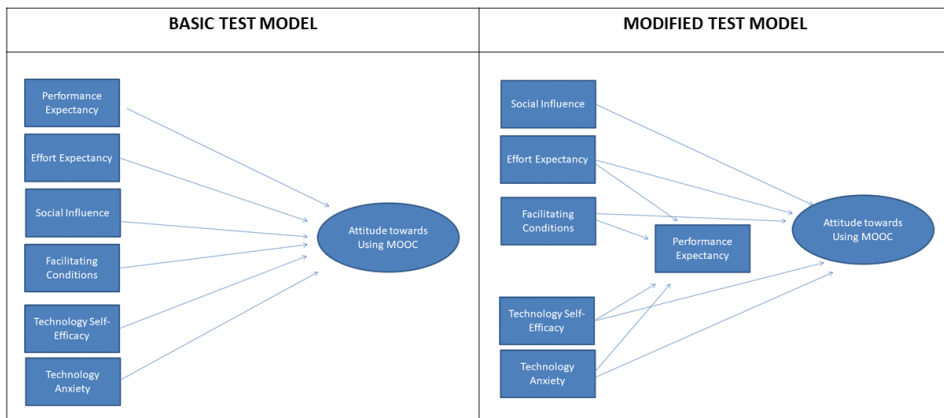 BASIC TEST MODEL
Performance
Expectancy
Effort Expectancy
Social Influence
Facilitating
Conditions
Technology Self-
Efficacy
Technology
Anxiety
Attitude towards
Using MOOC
MODIFIED TEST MODEL
Social Influence
Effort Expectancy
Facilitating
Conditions
Performance
Expectancy
Technology Self-
Efficacy
Technology
Anxiety
Attitude towards
Using MOOC